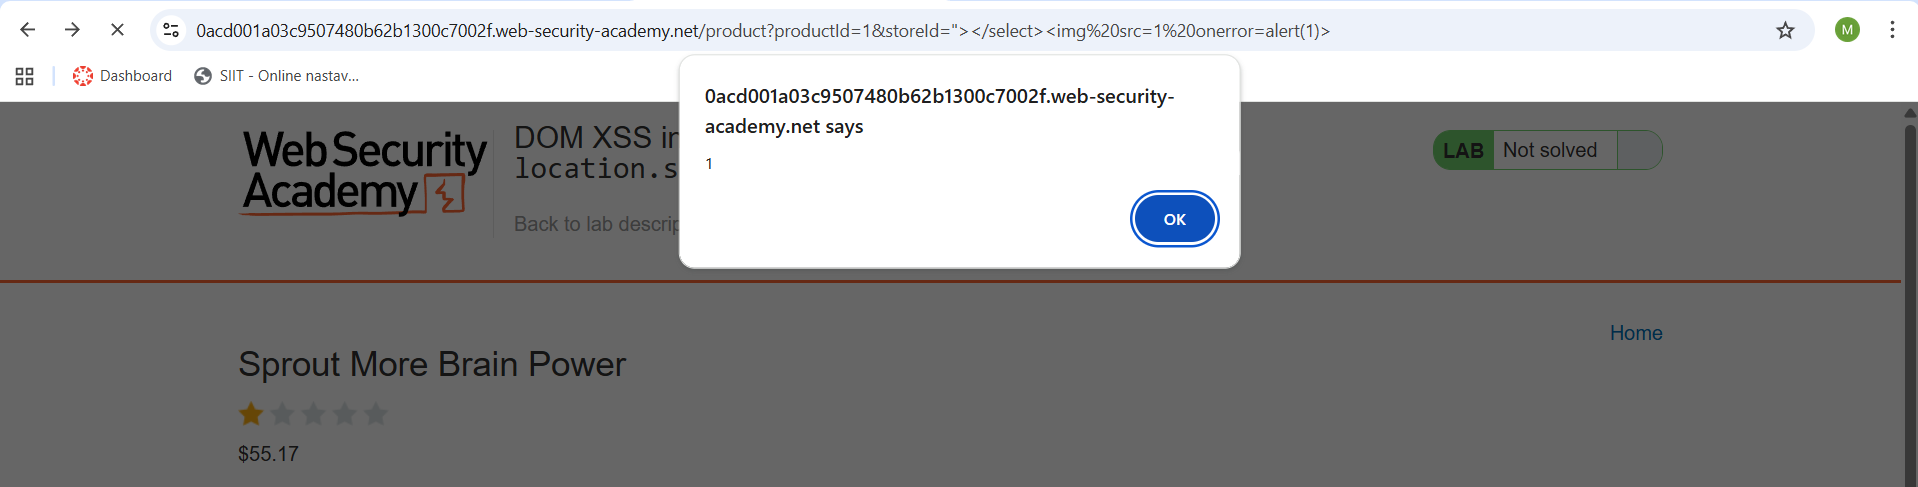 0acd001a03c9507480b62b1300c7002f.web-security-academy.net/product?productId=1&storeId="></select><img%20src=1%20onerror=alert(1)>
M
Dashboard
SIIT - Online nastav...
0acd001a03c9507480b62b1300c7002f.web-security-
academy.net says
1
OK
Web Security
Academy
DOM XSS in
location.s
Back to lab descrip
LAB
Not solved
Home
Sprout More Brain Power
$55.17